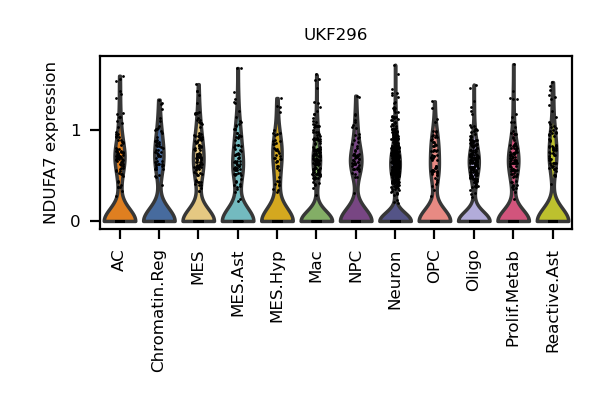 UKF296
NDUFA7 expression
1
0
AC
Chromatin.Reg
MES
MES.Ast
MES.Hyp
Mac
NPC
Neuron
OPC
Oligo
Prolif.Metab
Reactive.Ast